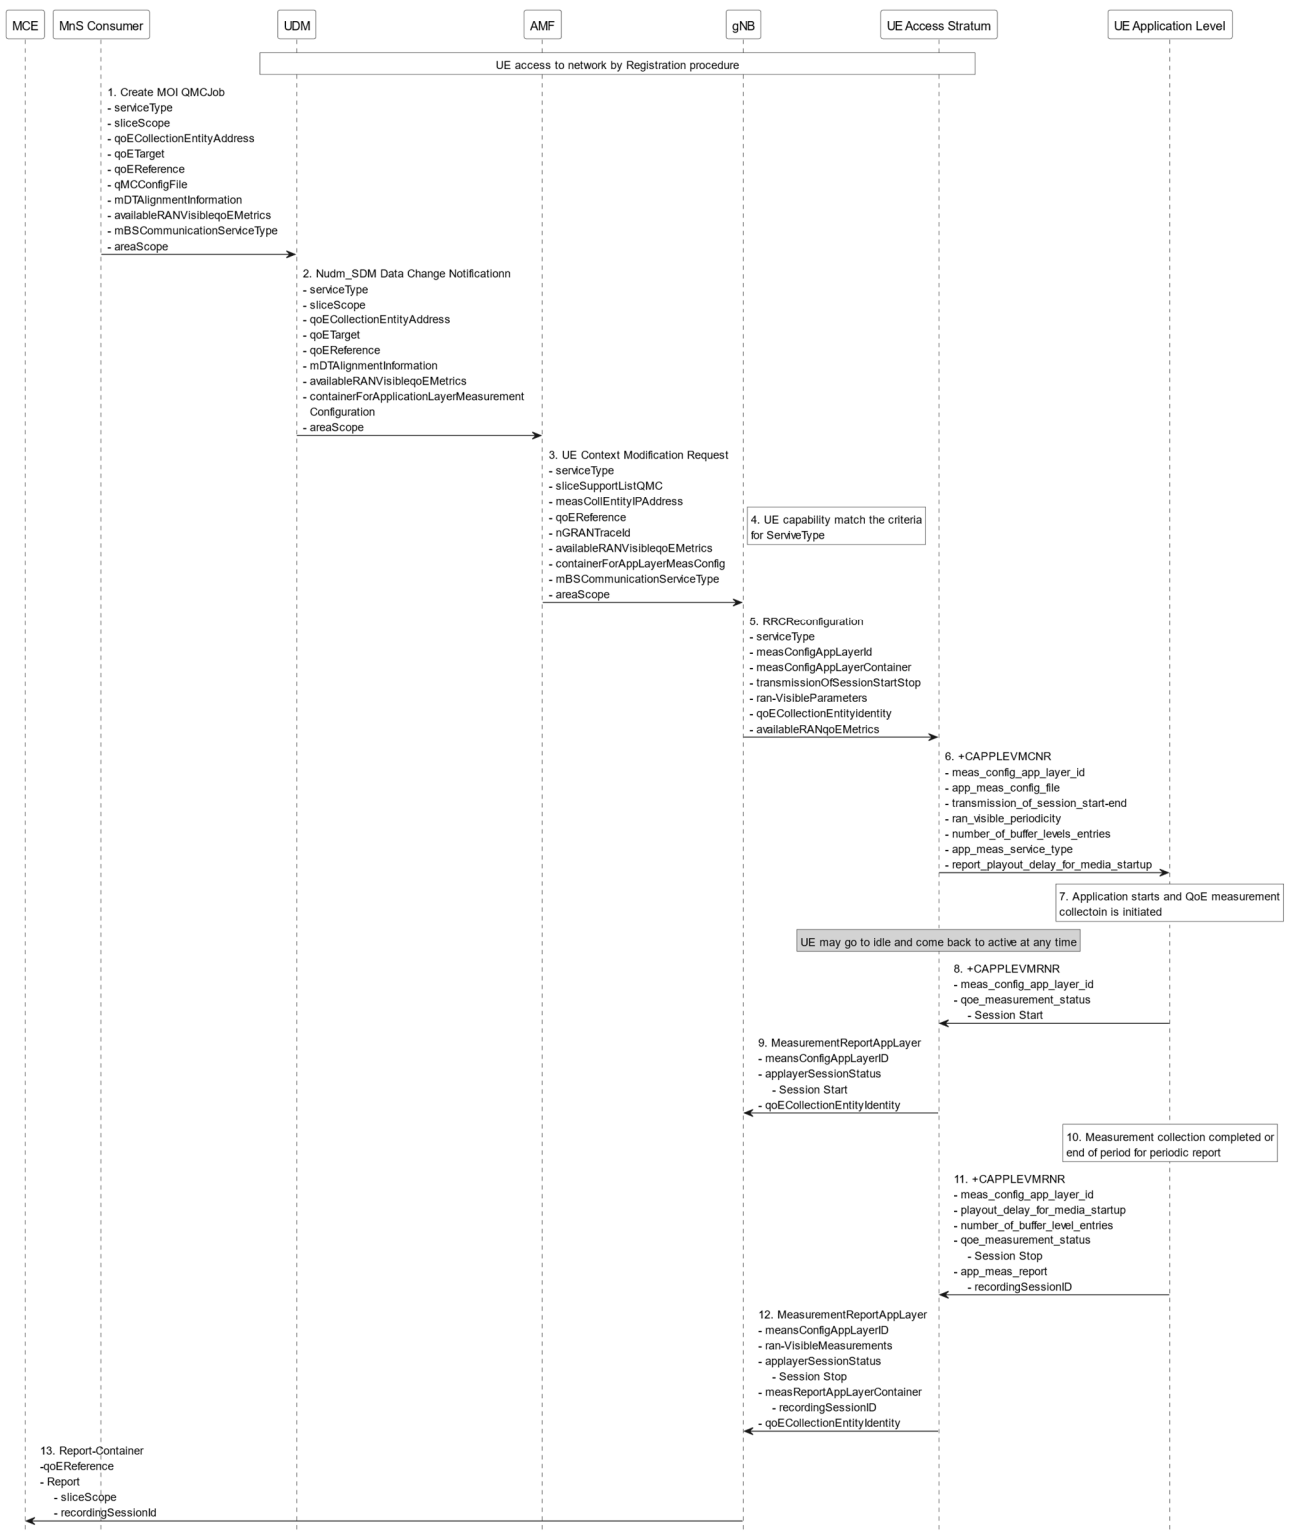 MCE
MnS Consumer
UDM
AMF
gNB
UE Access Stratum
UE Application Level
UE access to network by Registration procedure
1. Create MOI QMCJob
- serviceType
- sliceScope
- qoECollectionEntityAddress
- qoETarget
- qoEReference
- qMCConfigFile
- mDTAlignmentInformation
- availableRANVisibleqoEMetrics
- mBSCommunicationServiceType
- areaScope
2. Nudm_SDM Data Change Notificationn
- serviceType
- sliceScope
- qoECollectionEntityAddress
- qoETarget
- qoEReference
- mDTAlignmentInformation
- availableRANVisibleqoEMetrics
- containerForApplicationLayerMeasurement
Configuration
- areaScope
3. UE Context Modification Request
- serviceType
- sliceSupportListQMC
- measCollEntityIPAddress
- qoEReference
- nGRANTraceId
- availableRANVisibleqoEMetrics
- containerForAppLayerMeasConfig
- mBSCommunicationServiceType
- areaScope
4. UE capability match the criteria
for ServiveType
5. RRCReconfiguration
- serviceType
- measConfigAppLayerId
- measConfigAppLayerContainer
- transmissionOfSessionStartStop
- ran-VisibleParameters
- qoECollectionEntityidentity
- availableRANqoEMetrics
6. +CAPPLEVMCNR
- meas_config_app_layer_id
- app_meas_config_file
- transmission_of_session_start-end
- ran_visible_periodicity
- number_of_buffer_levels_entries
- app_meas_service_type
- report_playout_delay_for_media_startup
7. Application starts and QoE measurement
collectoin is initiated
UE may go to idle and come back to active at any time
8. +CAPPLEVMRNR
- meas_config_app_layer_id
- qoe_measurement_status
- Session Start
9. MeasurementReportAppLayer
- meansConfigAppLayerID
- applayerSessionStatus
- Session Start
- qoECollectionEntityIdentity
10. Measurement collection completed or
end of period for periodic report
11. +CAPPLEVMRNR
- meas_config_app_layer_id
- playout_delay_for_media_startup
- number_of_buffer_level_entries
- qoe_measurement_status
- Session Stop
- app_meas_report
- recordingSessionID
12. MeasurementReportAppLayer
- meansConfigAppLayerID
- ran-VisibleMeasurements
- applayerSessionStatus
- Session Stop
- measReportAppLayerContainer
- recordingSessionID
- qoECollectionEntityIdentity
13. Report-Container
-qoEReference
- Report
- sliceScope
- recordingSessionId